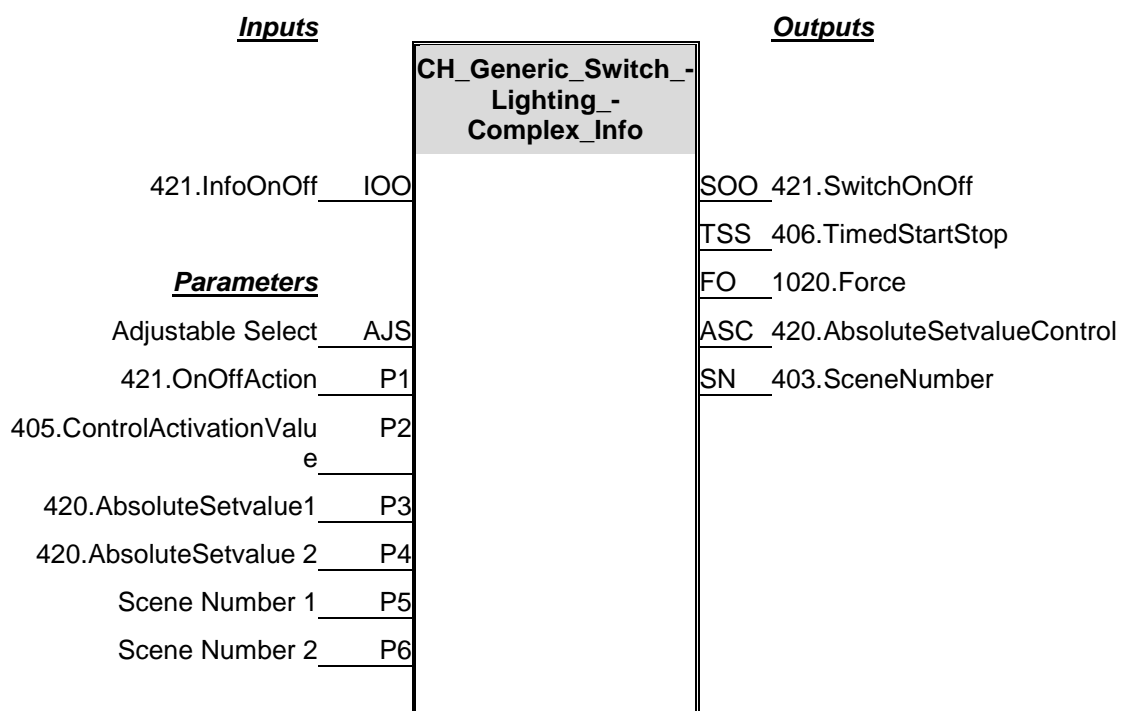 Inputs
Outputs
CH_Generic_Switch_-
Lighting_-
Complex_Info
421.InfoOnOff IOO
SOO 421.SwitchOnOff
TSS 406.TimedStartStop
Parameters
FO 1020.Force
Adjustable Select AJS
ASC 420.AbsoluteSetvalueControl
421.OnOffAction P1
SN 403.SceneNumber
405.ControlActivationValu P2
e
420.AbsoluteSetvalue1 P3
420.AbsoluteSetvalue 2 P4
Scene Number 1 P5
Scene Number 2 P6